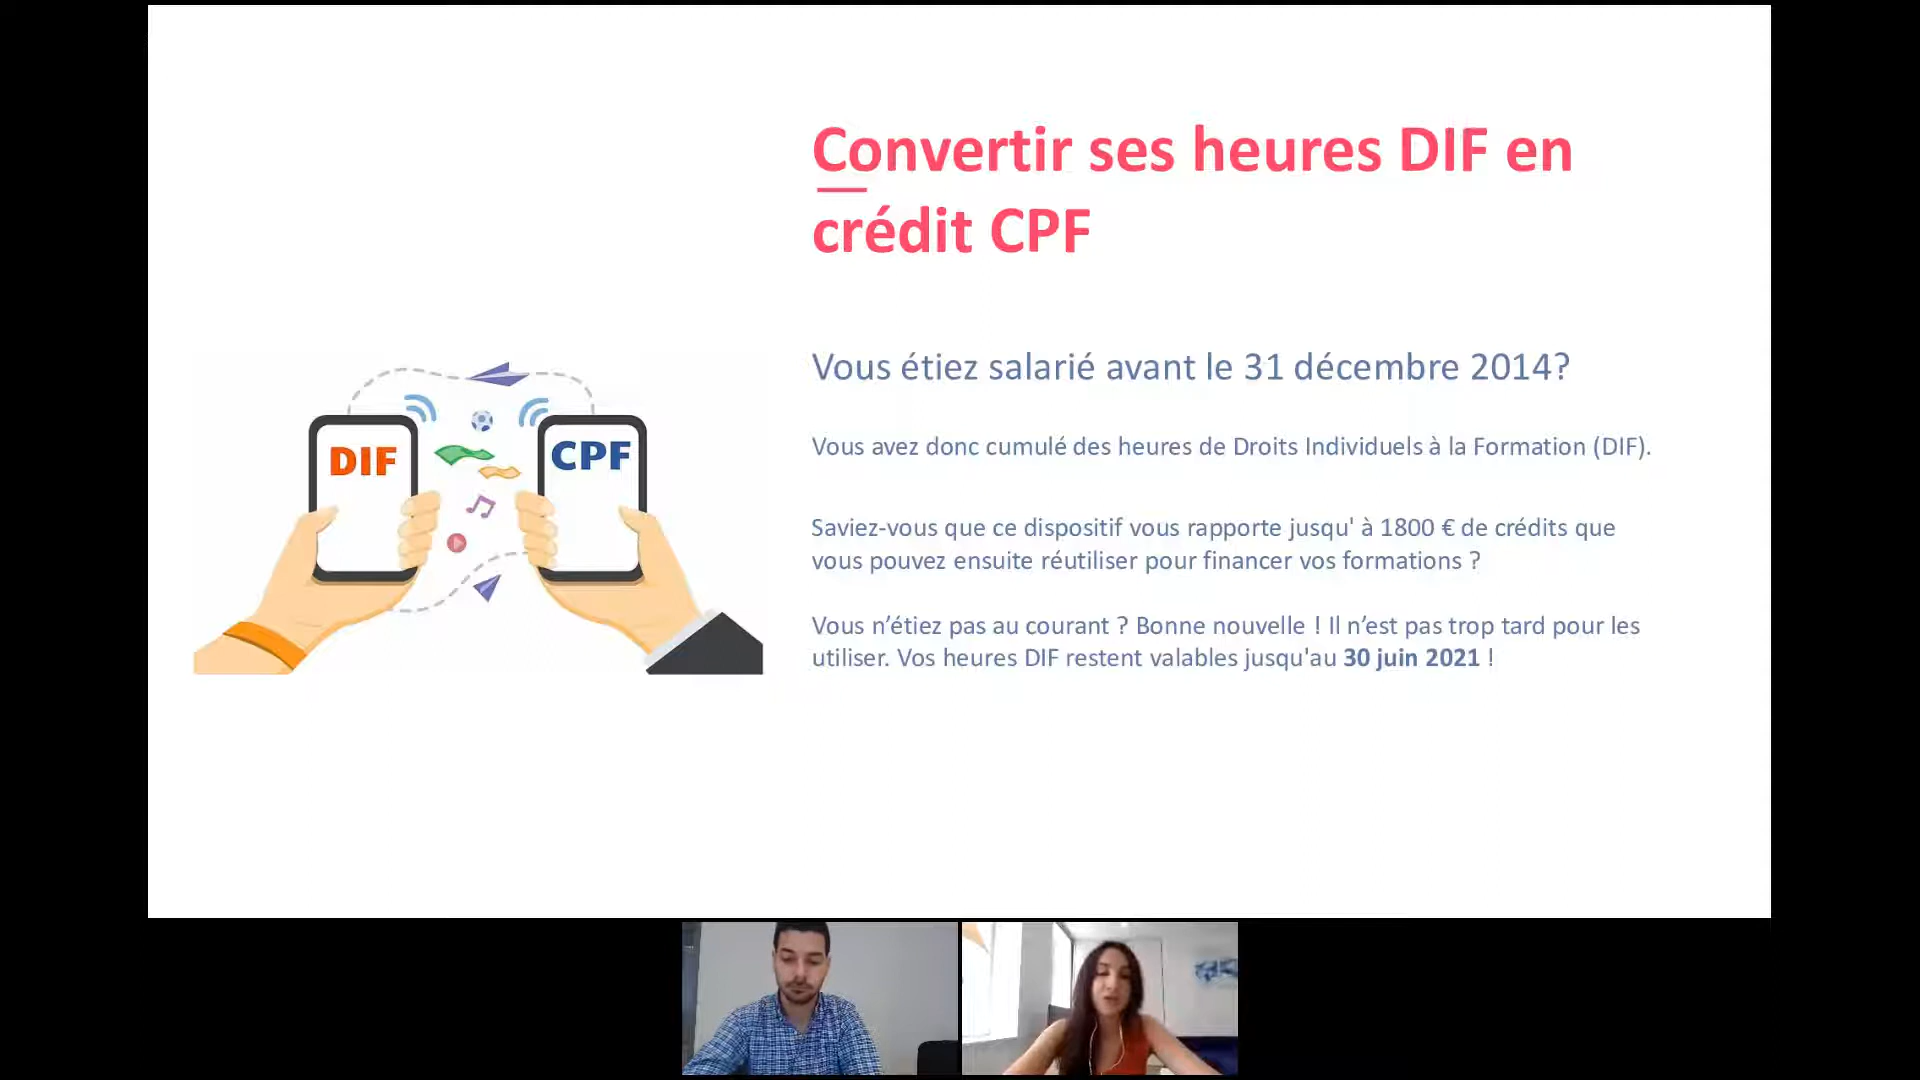 Convertir ses heures DIF en
crédit CPF
Vous étiez salarié avant le 31 décembre 2014?
Vous avez donc cumulé des heures de Droits Individuels à la Formation (DIF).
Saviez-vous que ce dispositif vous rapporte jusqu' à 1800 € de crédits que
vous pouvez ensuite réutiliser pour financer vos formations ?
Vous n’étiez pas au courant ? Bonne nouvelle ! Il n’est pas trop tard pour les
utiliser. Vos heures DIF restent valables jusqu'au 30 juin 2021 !
DIF
CPF